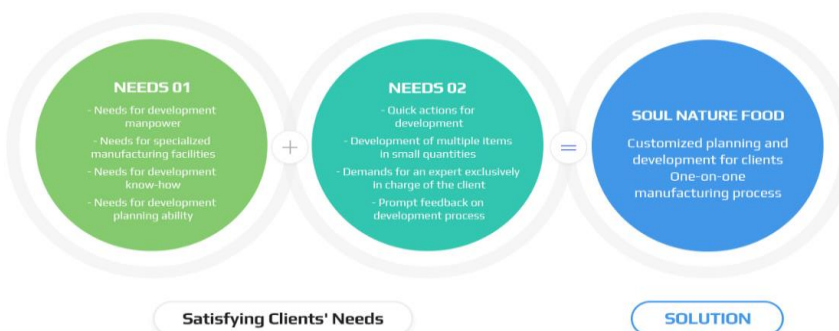 NEEDS 01
- Needs for development
manpower
- Needs for specialized
manufacturing facilities
- Needs for development
know-how
- Needs for development
planning ability
+
NEEDS 02
- Quick actions for
development
- Development of multiple items
in small quantities
- Demands for an expert exclusively
in charge of the client
- Prompt feedback on
development process
=
SOUL NATURE FOOD
Customized planning and
development for clients
One-on-one
manufacturing process
Satisfying Clients' Needs
SOLUTION